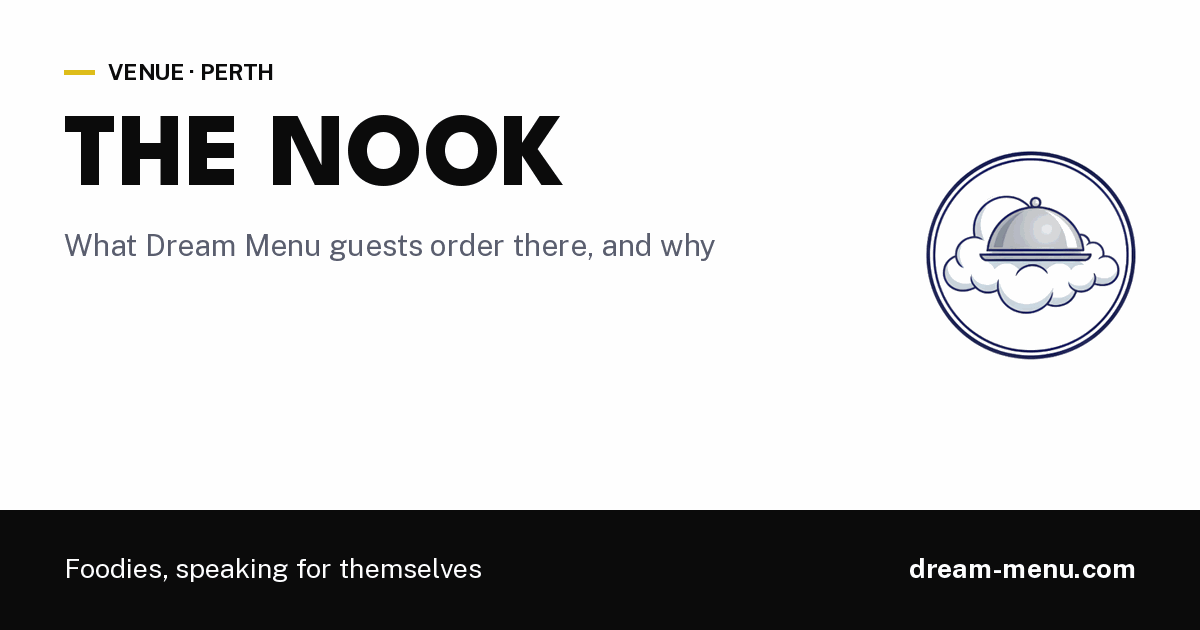 VENUE · PERTH
THE NOOK
What Dream Menu guests order there, and why
Foodies, speaking for themselves
dream-menu.com